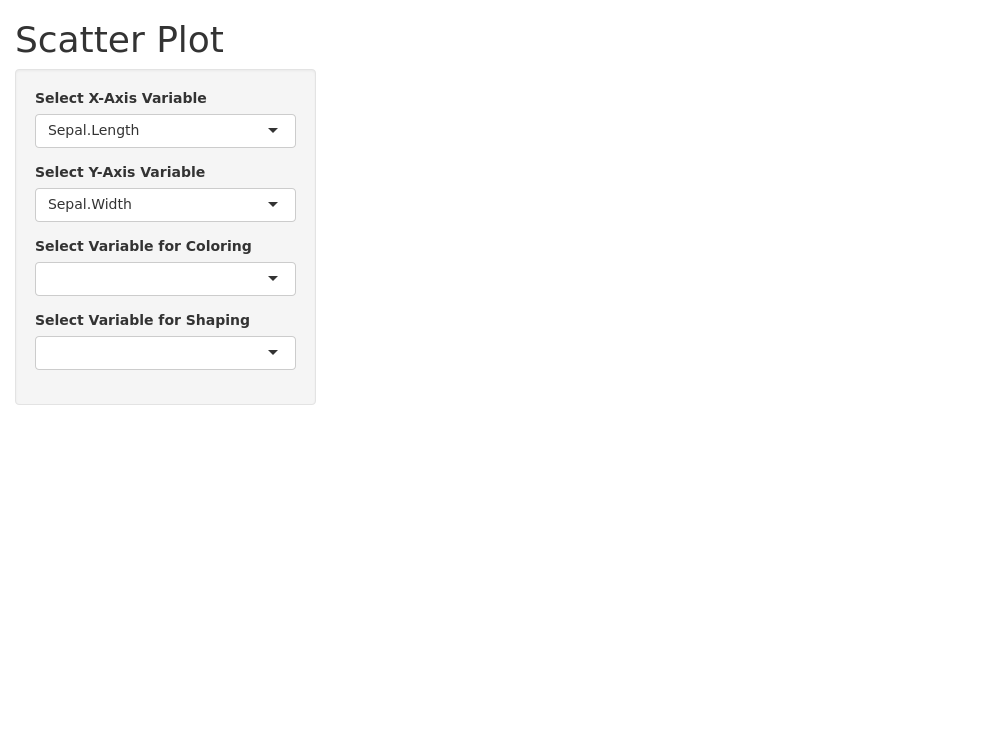 Scatter Plot
Select X-Axis Variable
Sepal.Length
Select Y-Axis Variable
Sepal.Width
Select Variable for Coloring
Select Variable for Shaping